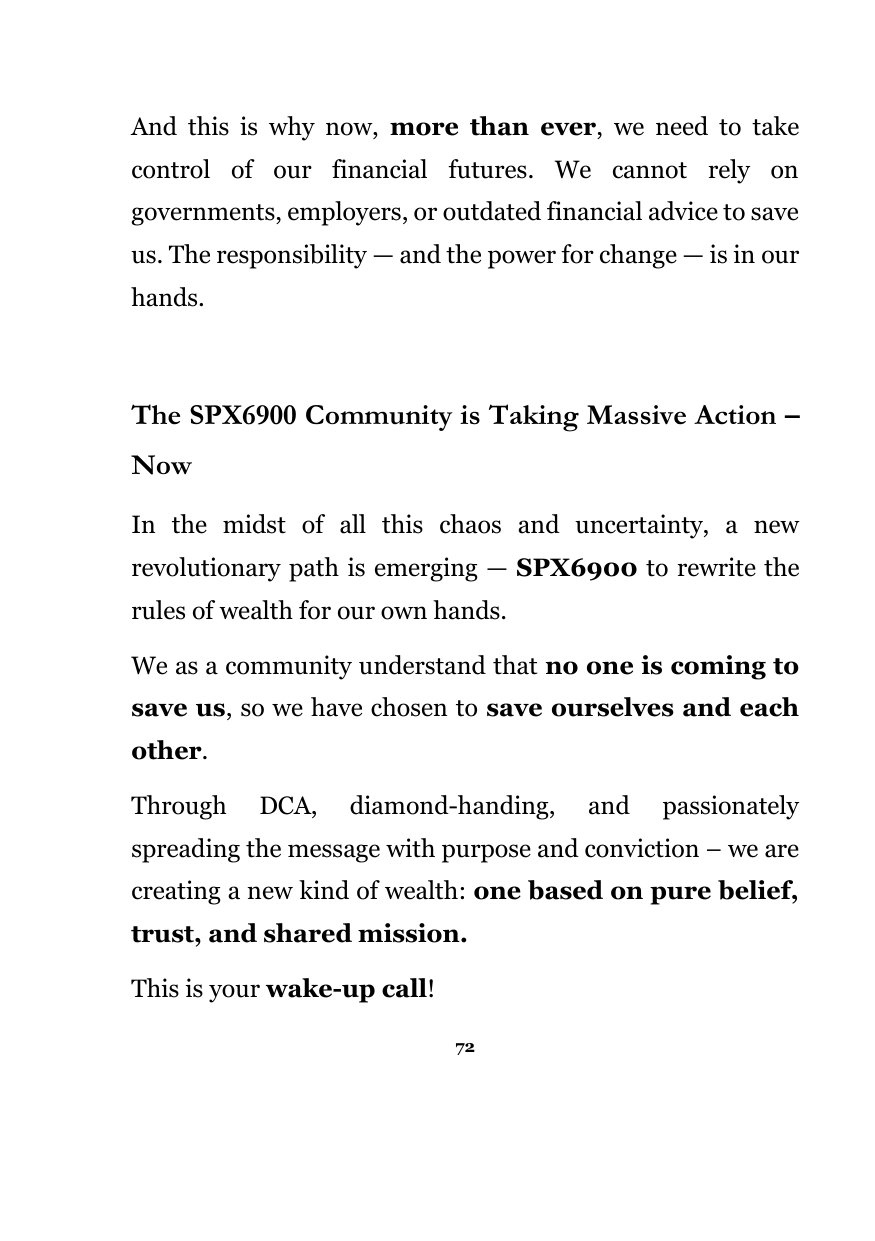 And this is why now, more than ever, we need to take
control of our financial futures. We cannot rely on
governments, employers, or outdated financial advice to save
us. The responsibility — and the power for change — is in our
hands.
The SPX6900 Community is Taking Massive Action –
Now
In the midst of all this chaos and uncertainty, a new
revolutionary path is emerging — SPX6900 to rewrite the
rules of wealth for our own hands.
We as a community understand that no one is coming to
save us, so we have chosen to save ourselves and each
other.
Through DCA, diamond-handing, and passionately
spreading the message with purpose and conviction – we are
creating a new kind of wealth: one based on pure belief,
trust, and shared mission.
This is your wake-up call!
72